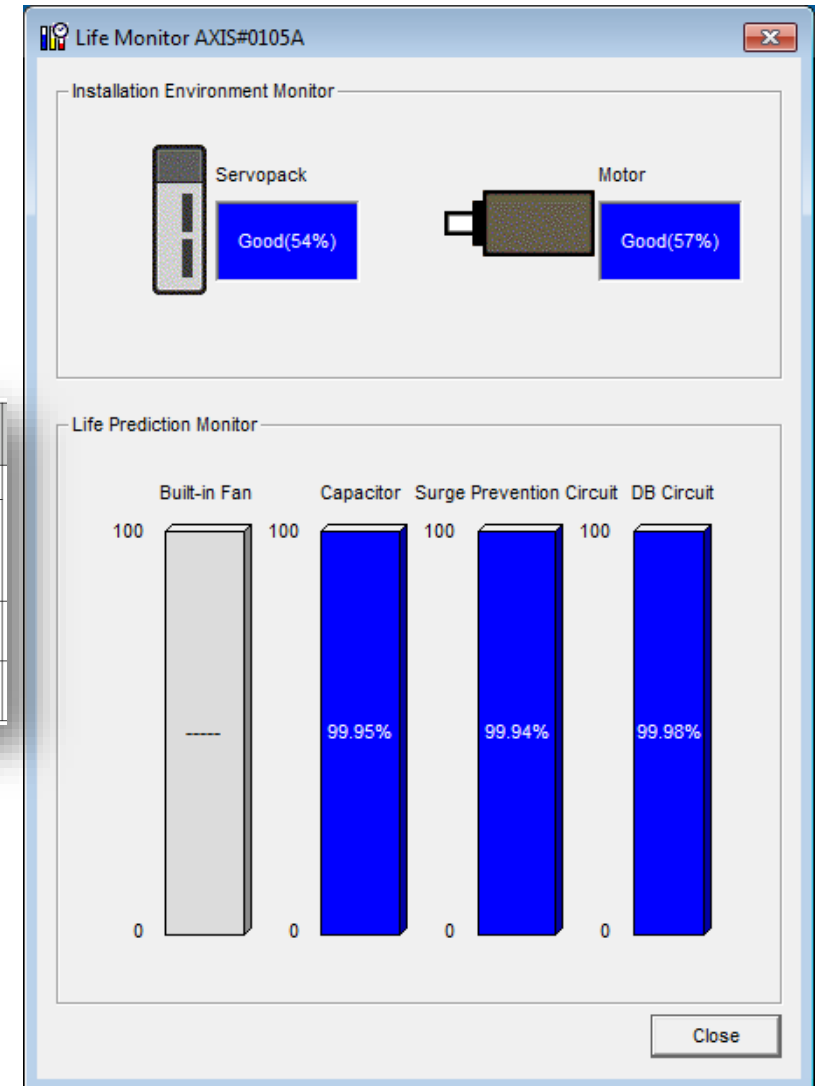 Life Monitor AXIS#0105A
Installation Environment Monitor
Servopack
Good(54%)
Motor
Good(57%)
Life Prediction Monitor
Built-in Fan Capacitor Surge Prevention Circuit DB Circuit
100 100 100 100
----- 99.95% 99.94% 99.98%
0 0 0 0
Close